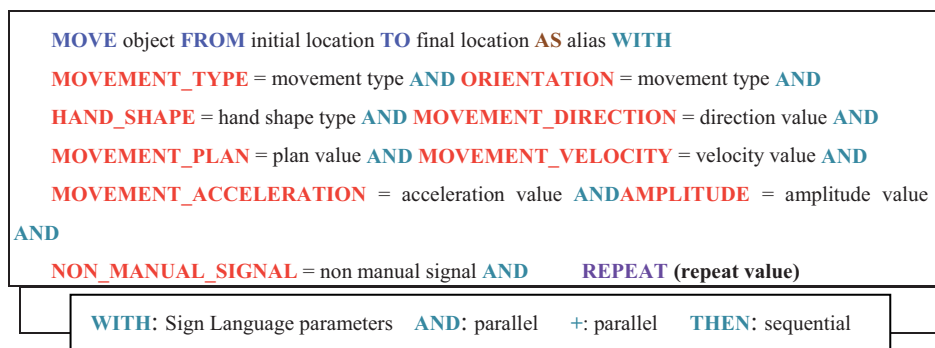 MOVE object FROM initial location TO final location AS alias WITH
MOVEMENT_TYPE = movement type AND ORIENTATION = movement type AND
HAND_SHAPE = hand shape type AND MOVEMENT_DIRECTION = direction value AND
MOVEMENT_PLAN = plan value AND MOVEMENT_VELOCITY = velocity value AND
MOVEMENT_ACCELERATION = acceleration value ANDAMPLITUDE = amplitude value
AND
NON_MANUAL_SIGNAL = non manual signal AND REPEAT (repeat value)
WITH: Sign Language parameters AND: parallel +: parallel THEN: sequential